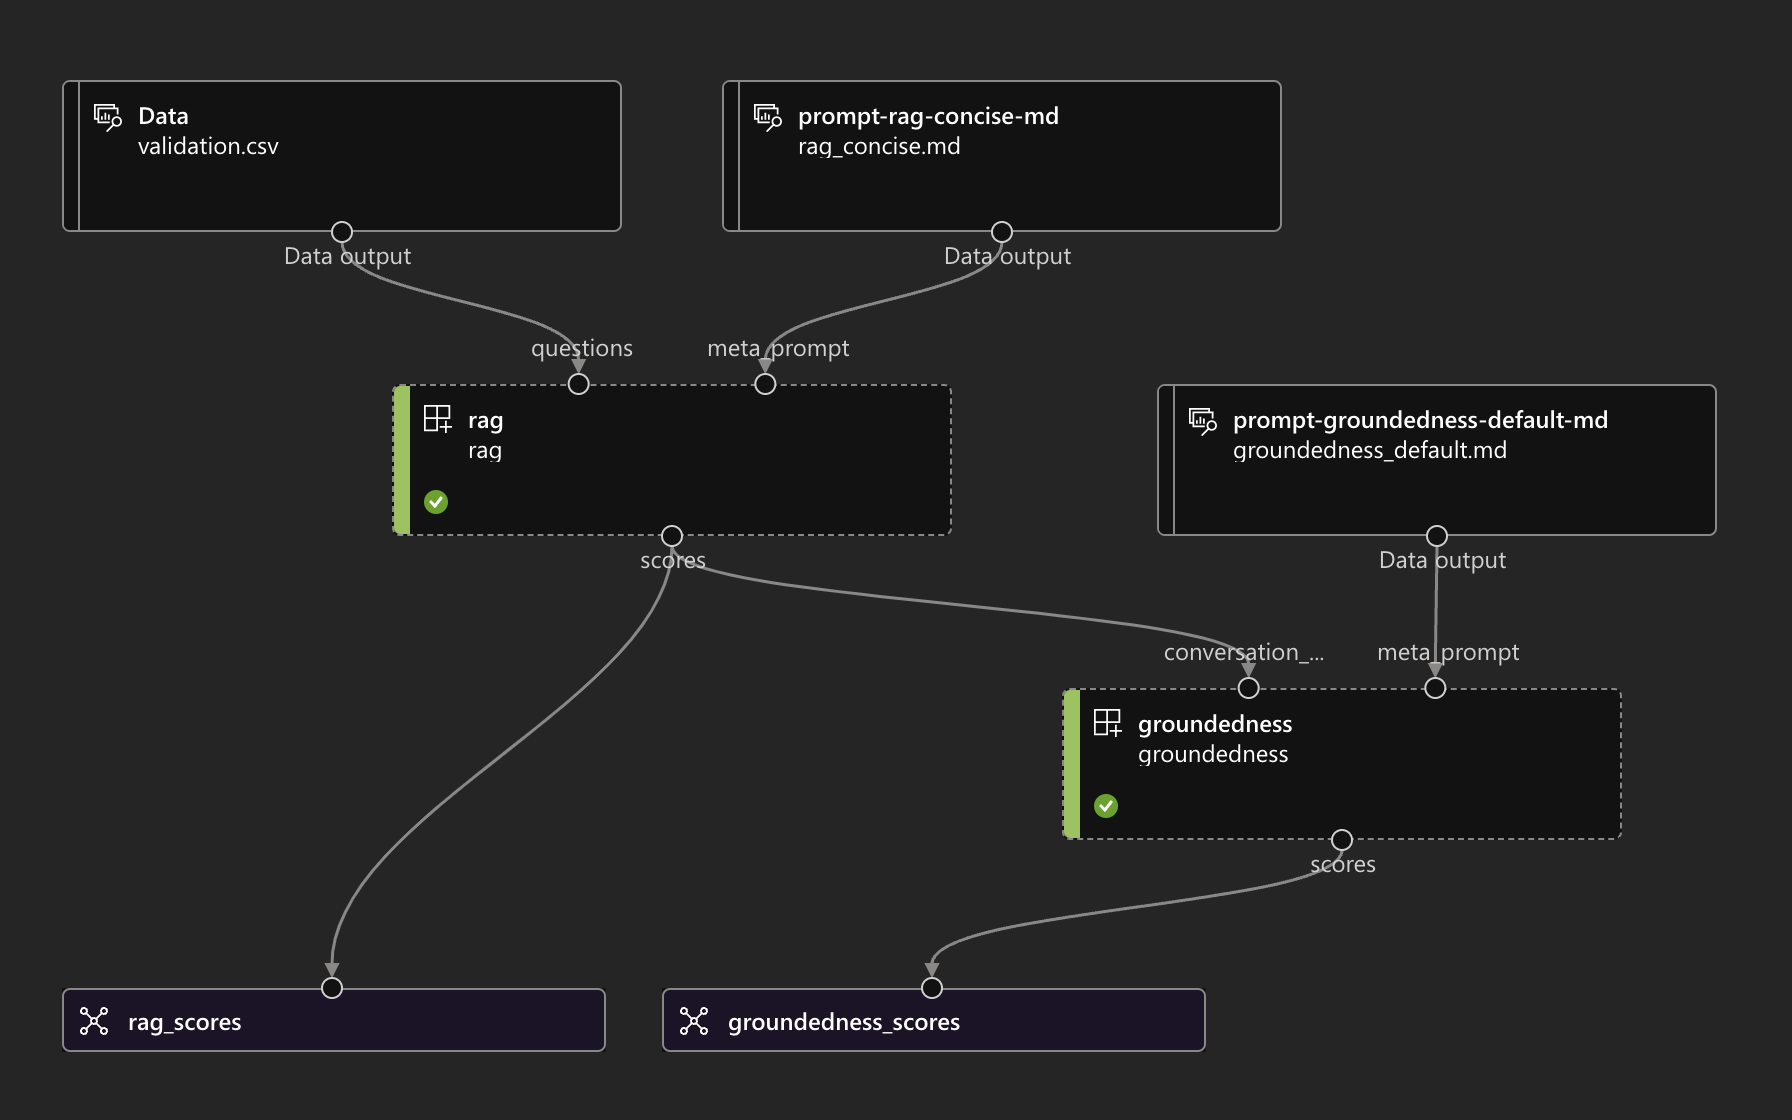 Data
validation.csv
prompt-rag-concise-md
rag_concise.md
Data output
Data output
questions
meta_prompt
rag
rag
prompt-groundedness-default-md
groundedness_default.md
scores
Data output
conversation_...
meta_prompt
groundedness
groundedness
scores
rag_scores
groundedness_scores